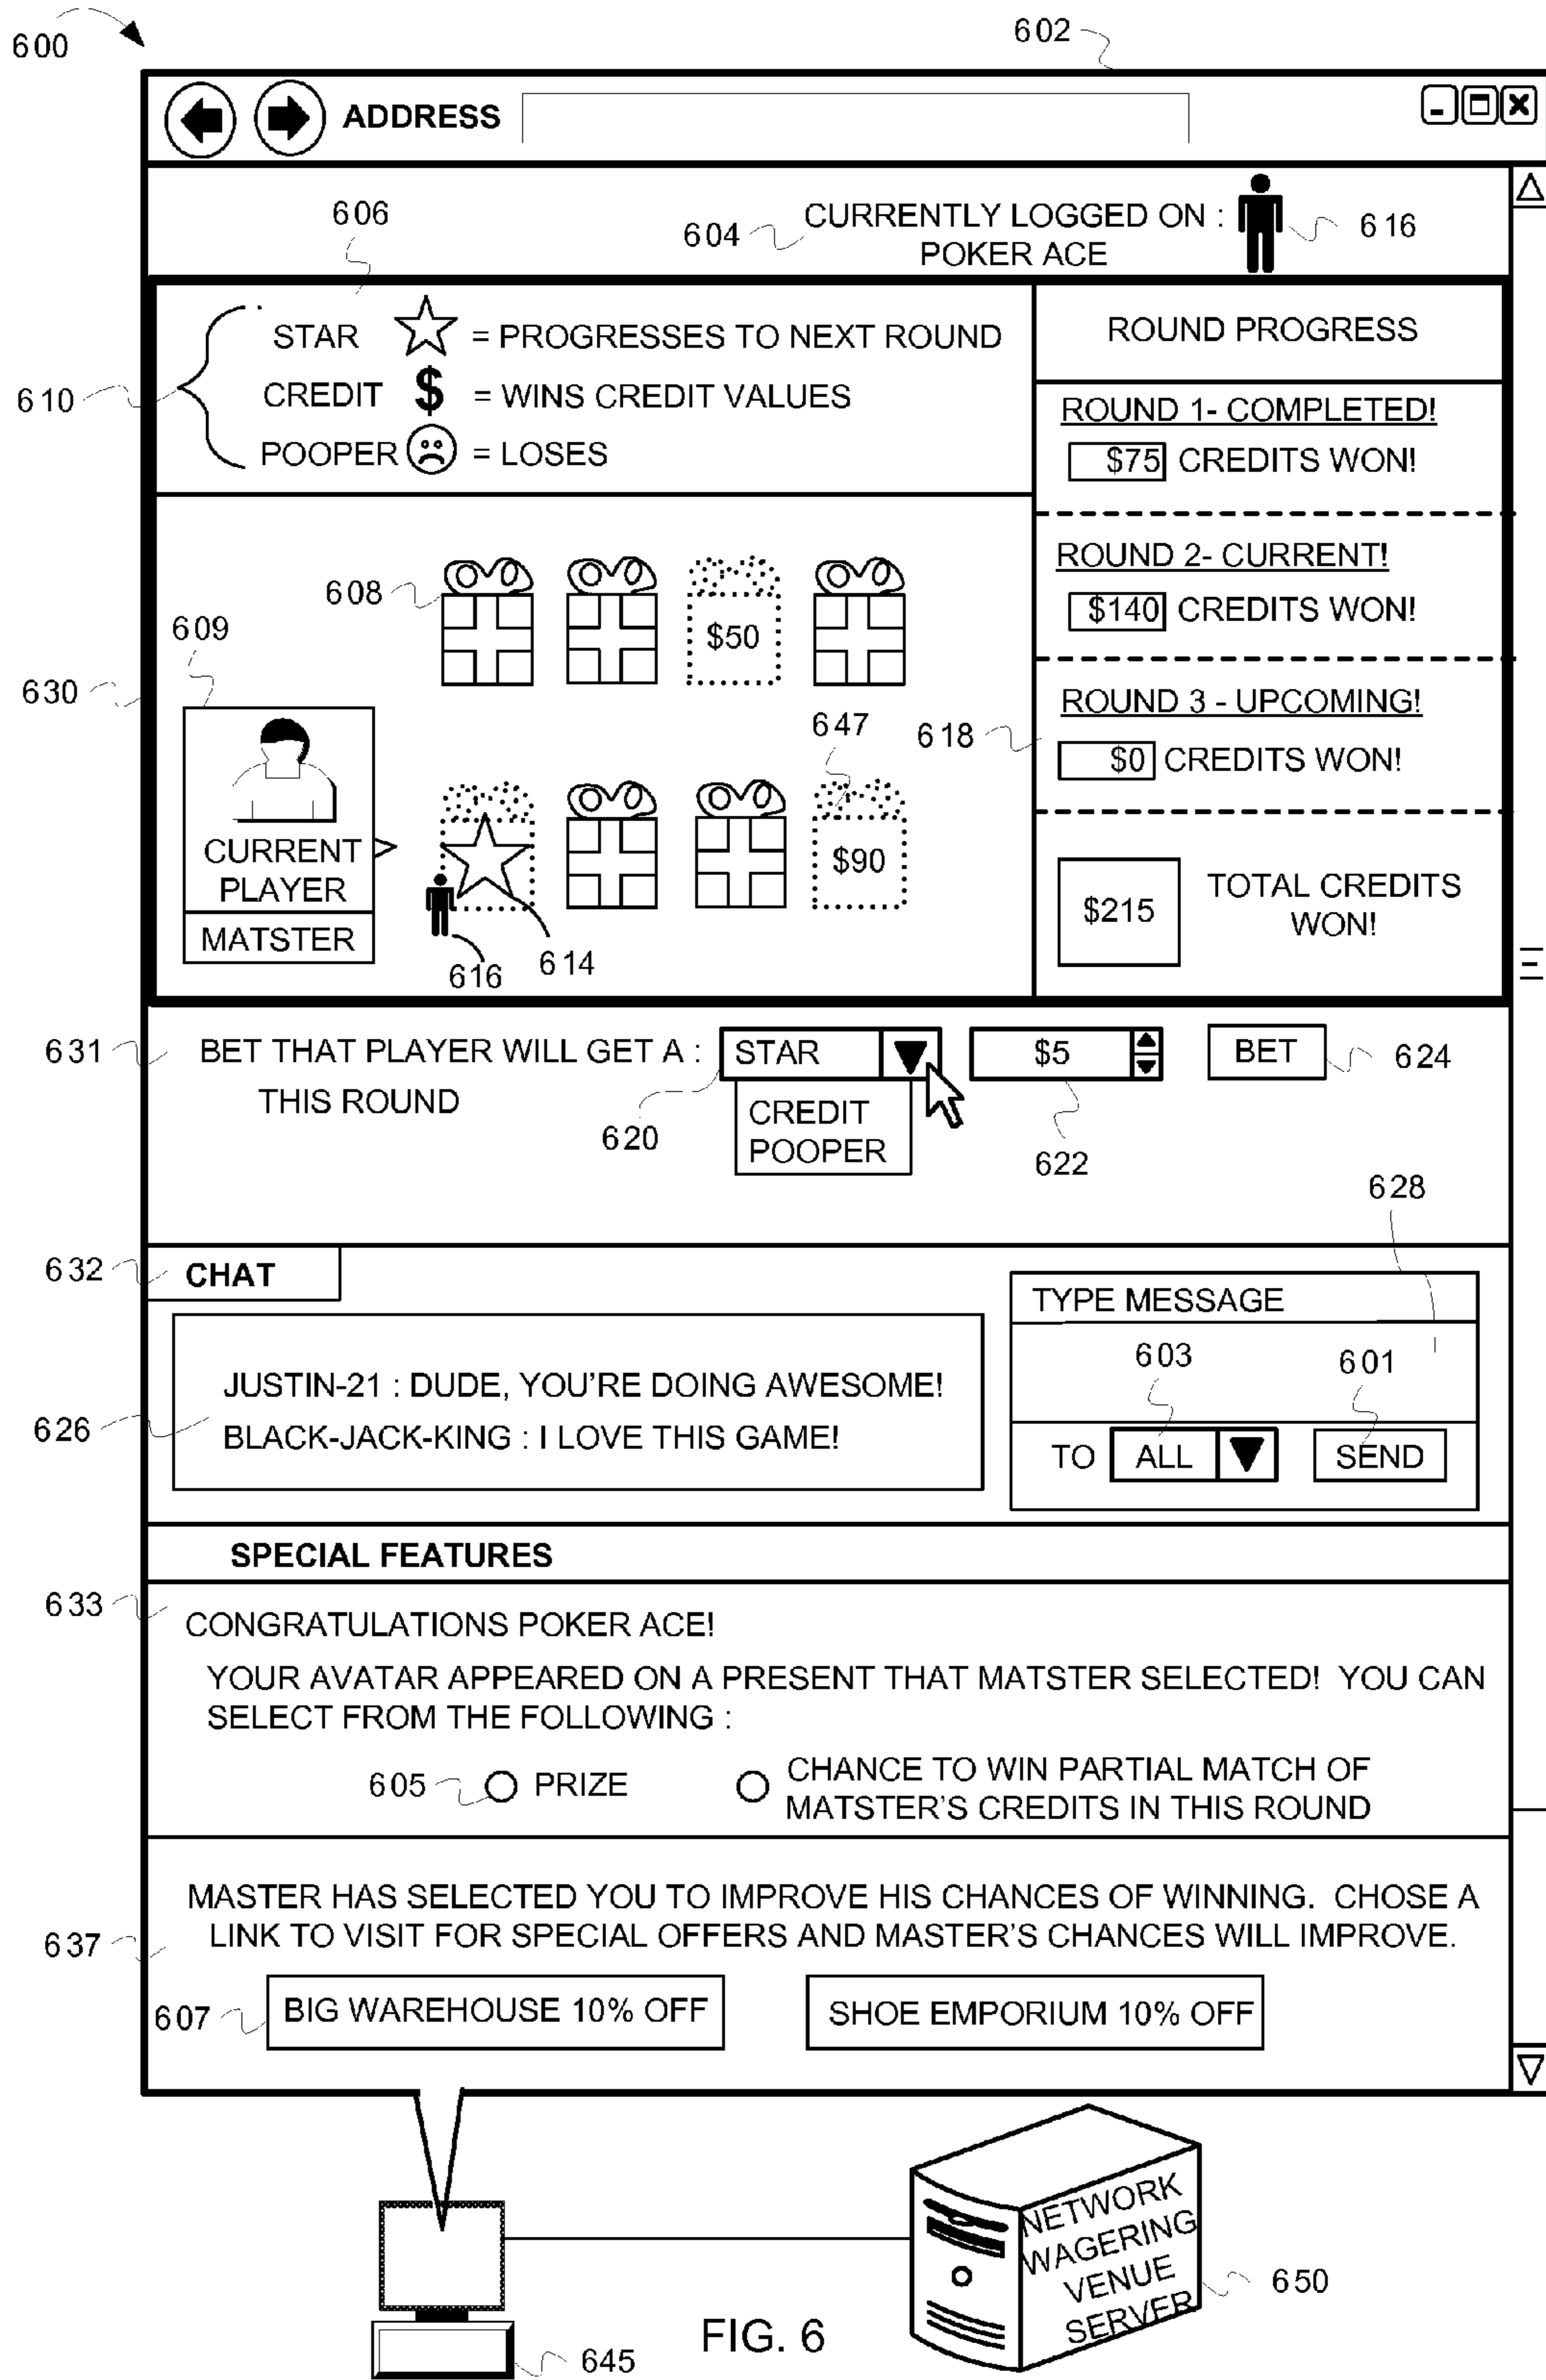 600
602
ADDRESS
606
604
CURRENTLY LOGGED ON :
POKER ACE
616
610
STAR = PROGRESSES TO NEXT ROUND
CREDIT $ = WINS CREDIT VALUES
POOPER = LOSES
ROUND PROGRESS
ROUND 1- COMPLETED!
$75 CREDITS WON!
ROUND 2- CURRENT!
$140 CREDITS WON!
ROUND 3 - UPCOMING!
618
$0 CREDITS WON!
$215
TOTAL CREDITS
WON!
608
$50
609
630
647
CURRENT
PLAYER
MATSTER
$90
616
614
631
BET THAT PLAYER WILL GET A :
THIS ROUND
STAR
CREDIT
POOPER
620
$5
622
BET
624
628
632
CHAT
TYPE MESSAGE
603
601
JUSTIN-21 : DUDE, YOU'RE DOING AWESOME!
626
BLACK-JACK-KING : I LOVE THIS GAME!
TO ALL SEND
SPECIAL FEATURES
633
CONGRATULATIONS POKER ACE!
YOUR AVATAR APPEARED ON A PRESENT THAT MATSTER SELECTED! YOU CAN
SELECT FROM THE FOLLOWING :
605
PRIZE
CHANCE TO WIN PARTIAL MATCH OF
MATSTER'S CREDITS IN THIS ROUND
MASTER HAS SELECTED YOU TO IMPROVE HIS CHANCES OF WINNING. CHOSE A
LINK TO VISIT FOR SPECIAL OFFERS AND MASTER'S CHANCES WILL IMPROVE.
637
607
BIG WAREHOUSE 10% OFF
SHOE EMPORIUM 10% OFF
NETWORK
WAGERING
VENUE
SERVER
650
645
FIG. 6